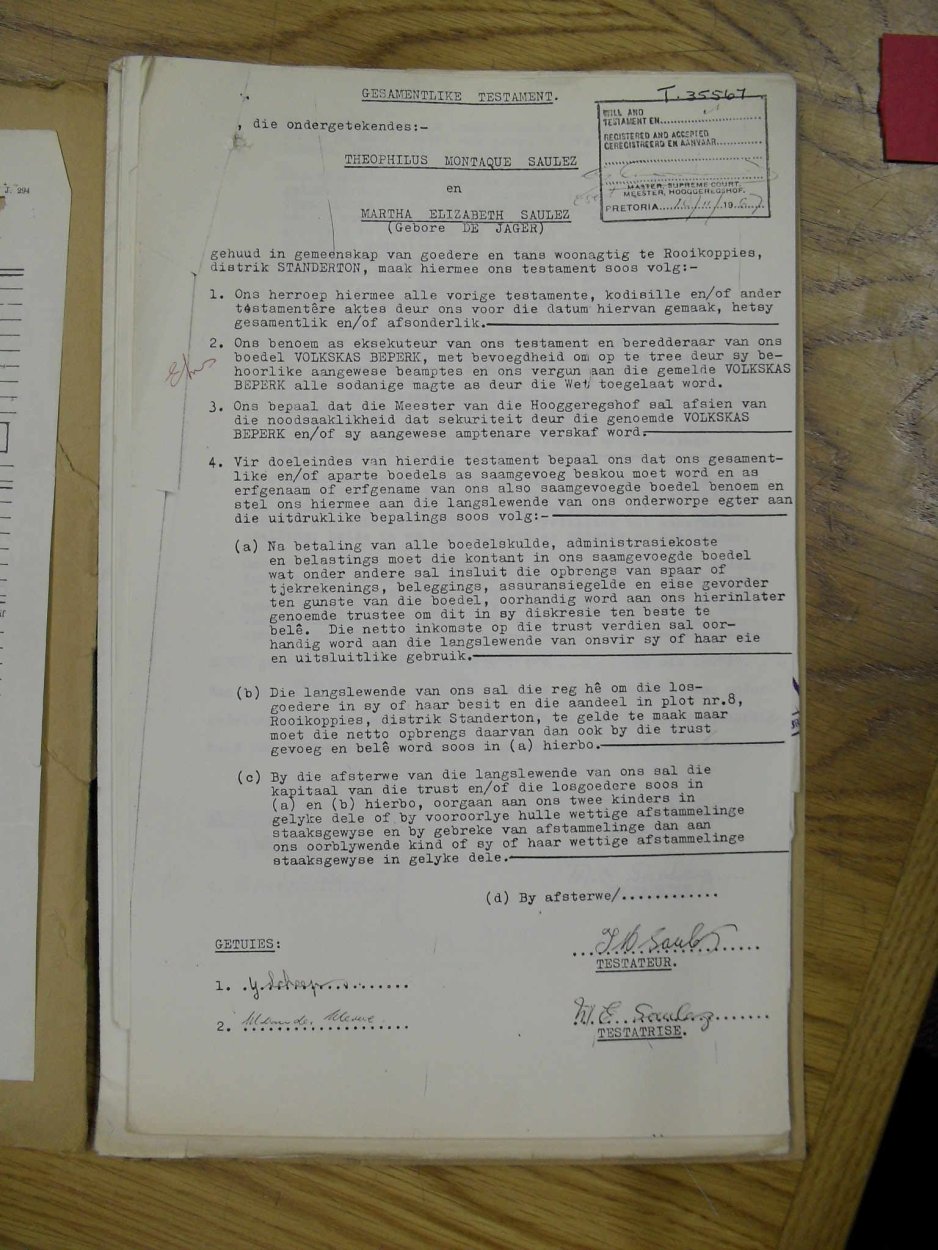 J. 294
GESAMENTLIKE TESTAMENT.
T.35567
WILL AND
TESTAMENT EN
REGISTERED AND ACCEPTED
GEREGISTREERD EN AANVAAR
MASTER, SUPREME COURT.
MEESTER, HOOGGEREGSHOF.
PRETORIA 19
, die ondergetekendes:-
THEOPHILUS MONTAQUE SAULEZ
en
MARTHA ELIZABETH SAULEZ
(Gebore DE JAGER)
gehuud in gemeenskap van goedere en tans woonagtig te Rooikoppies,
distrik STANDERTON, maak hiermee ons testament soos volg:-
1. Ons herroep hiermee alle vorige testamente, kodisille en/of ander
testamentêre aktes deur ons voor die datum hiervan gemaak, hetsy
gesamentlik en/of afsonderlik.
2. Ons benoem as eksekuteur van ons testament en beredderaar van ons
boedel VOLKSKAS BEPERK, met bevoegdheid om op te tree deur sy be-
hoorlike aangewese beamptes en ons vergun aan die gemelde VOLKSKAS
BEPERK alle sodanige magte as deur die Wet toegelaat word.
3. Ons bepaal dat die Meester van die Hooggeregshof sal afsien van
die noodsaaklikheid dat sekuriteit deur die genoemde VOLKSKAS
BEPERK en/of sy aangewese amptenare verskaf word.
4. Vir doeleindes van hierdie testament bepaal ons dat ons gesament-
like en/of aparte boedels as saamgevoeg beskou moet word en as
erfgenaam of erfgename van ons also saamgevoegde boedel benoem en
stel ons hiermee aan die langslewende van ons onderworpe egter aan
die uitdruklike bepalings soos volg:-
(a) Na betaling van alle boedelskulde, administrasiekoste
en belastings moet die kontant in ons saamgevoegde boedel
wat onder andere sal insluit die opbrengs van spaar of
tjekrekenings, beleggings, assuransiegelde en eise gevorder
ten gunste van die boedel, oorhandig word aan ons hierinlater
genoemde trustee om dit in sy diskresie ten beste te
belê. Die netto inkomste op die trust verdien sal oor-
handig word aan die langslewende van onsvir sy of haar eie
en uitsluitlike gebruik.
(b) Die langslewende van ons sal die reg hê om die los-
goedere in sy of haar besit en die aandeel in plot nr.8,
Rooikoppies, distrik Standerton, te gelde te maak maar
moet die netto opbrengs daarvan dan ook by die trust
gevoeg en belê word soos in (a) hierbo.
(c) By die afsterwe van die langslewende van ons sal die
kapitaal van die trust en/of die losgoedere soos in
(a) en (b) hierbo, oorgaan aan ons twee kinders in
gelyke dele of by vooroorlye hulle wettige afstammelinge
staaksgewyse en by gebreke van afstammelinge dan aan
ons oorblywende kind of sy of haar wettige afstammelinge
staaksgewyse in gelyke dele.
(d) By afsterwe/............
GETUIES:
TESTATEUR.
1.
2.
M. E. Saulez
TESTATRISE.